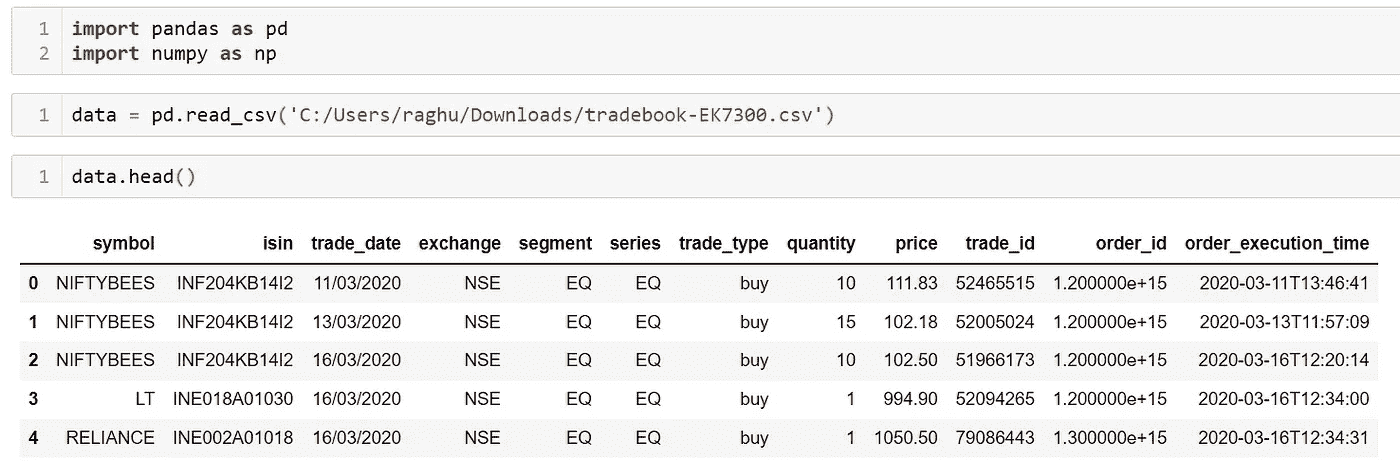 1 import pandas as pd
2 import numpy as np
1 data = pd.read_csv('C:/Users/raghu/Downloads/tradebook-EK7300.csv')
1 data.head()
symbol isin trade_date exchange segment series trade_type quantity price trade_id order_id order_execution_time
0 NIFTYBEES INF204KB14I2 11/03/2020 NSE EQ EQ buy 10 111.83 52465515 1.200000e+15 2020-03-11T13:46:41
1 NIFTYBEES INF204KB14I2 13/03/2020 NSE EQ EQ buy 15 102.18 52005024 1.200000e+15 2020-03-13T11:57:09
2 NIFTYBEES INF204KB14I2 16/03/2020 NSE EQ EQ buy 10 102.50 51966173 1.200000e+15 2020-03-16T12:20:14
3 LT INE018A01030 16/03/2020 NSE EQ EQ buy 1 994.90 52094265 1.200000e+15 2020-03-16T12:34:00
4 RELIANCE INE002A01018 16/03/2020 NSE EQ EQ buy 1 1050.50 79086443 1.300000e+15 2020-03-16T12:34:31